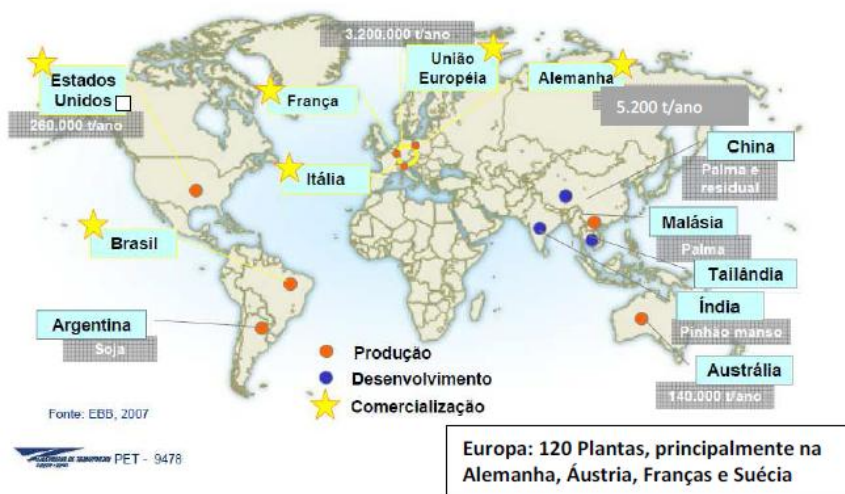 3.200.000 t/ano
Estados
Unidos
260.000 t/ano
França
União
Européia
Alemanha
5.200 t/ano
China
Palma e
residual
Itália
Malásia
Palma
Brasil
Tailândia
Índia
Pinhão manso
Argentina
Soja
Austrália
140.000 t/ano
Produção
Desenvolvimento
Comercialização
Fonte: EBB, 2007
PET - 9478
Europa: 120 Plantas, principalmente na
Alemanha, Áustria, Franças e Suécia